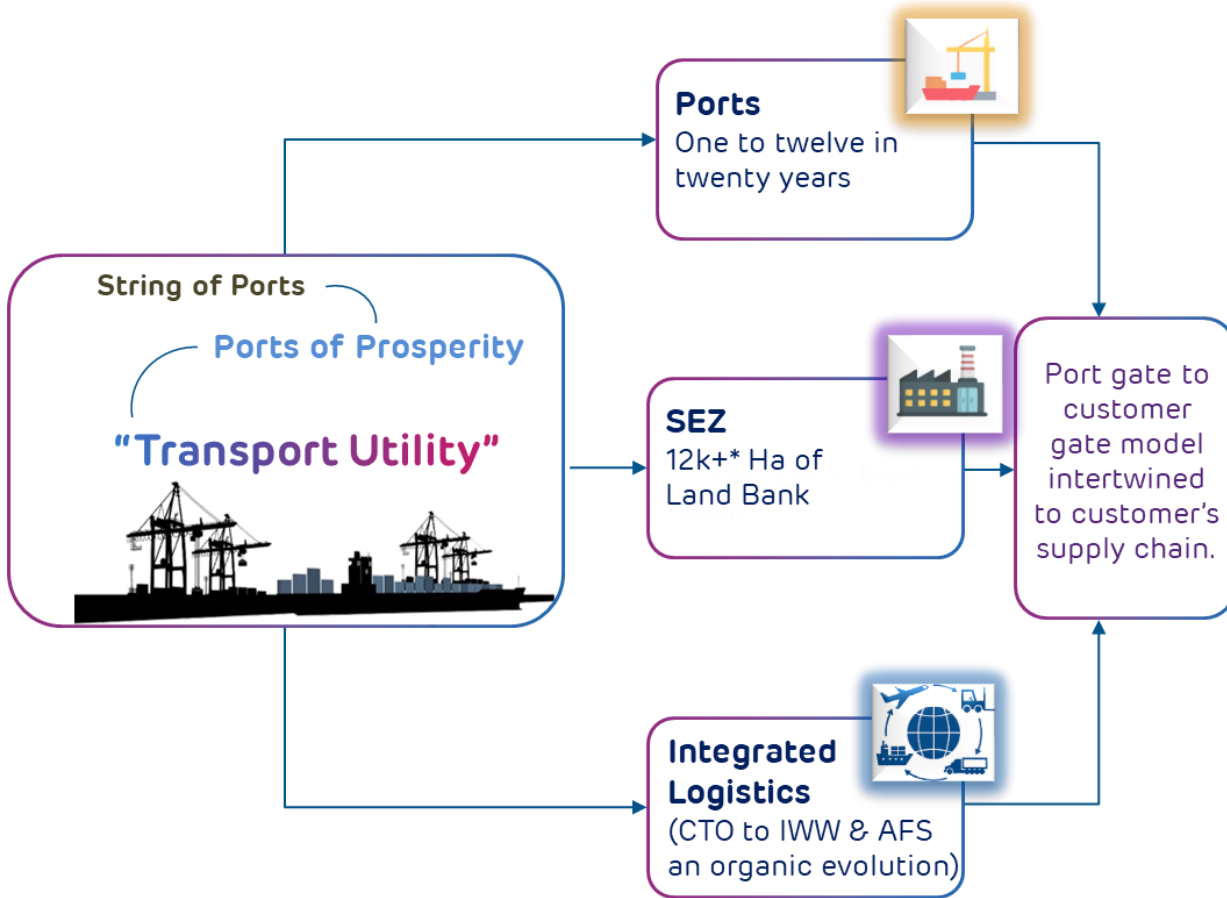 String of Ports
Ports of Prosperity
“Transport Utility”
Ports
One to twelve in
twenty years
SEZ
12k+* Ha of
Land Bank
Integrated
Logistics
(CTO to IWW & AFS
an organic evolution)
Port gate to
customer
gate model
intertwined
to customer’s
supply chain.